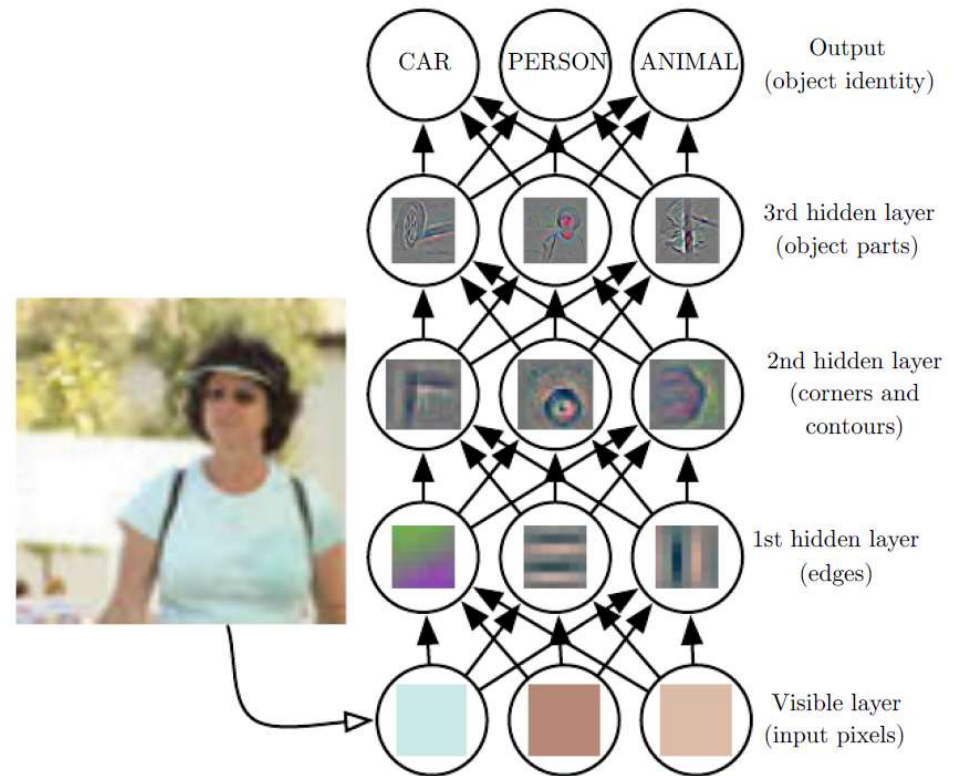 CAR
PERSON
ANIMAL
Output
(object identity)
3rd hidden layer
(object parts)
2nd hidden layer
(corners and
contours)
1st hidden layer
(edges)
Visible layer
(input pixels)